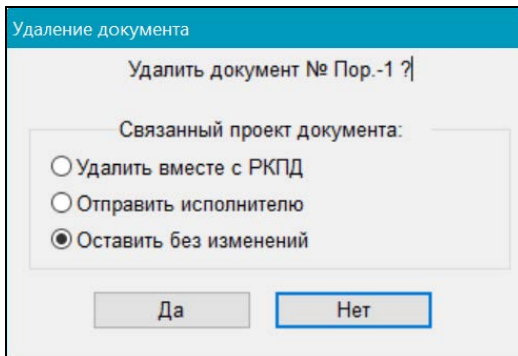 Удаление документа
Удалить документ № Пор.-1 ?
Связанный проект документа:
Удалить вместе с РКПД
Отправить исполнителю
Оставить без изменений
Да
Нет